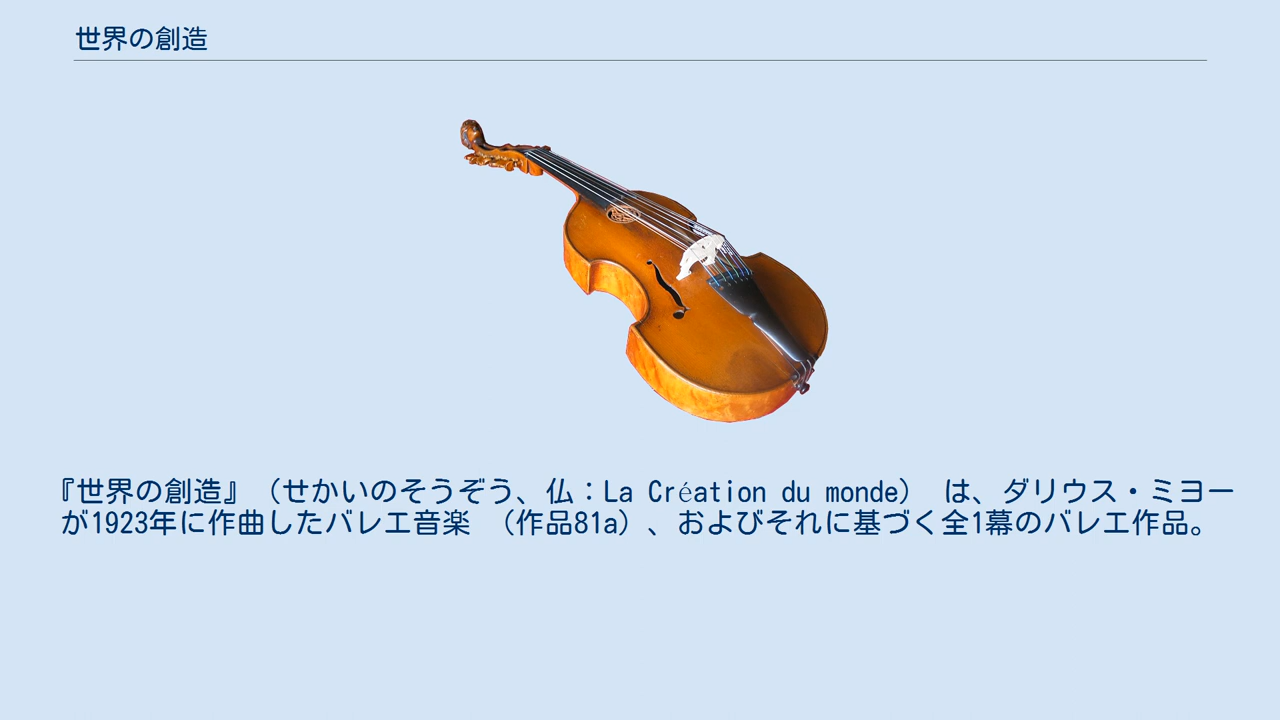 世界の創造
『世界の創造』（せかいのそうぞう、仏：La Création du monde） は、ダリウス・ミヨー
が1923年に作曲したバレエ音楽 （作品81a）、およびそれに基づく全1幕のバレエ作品。